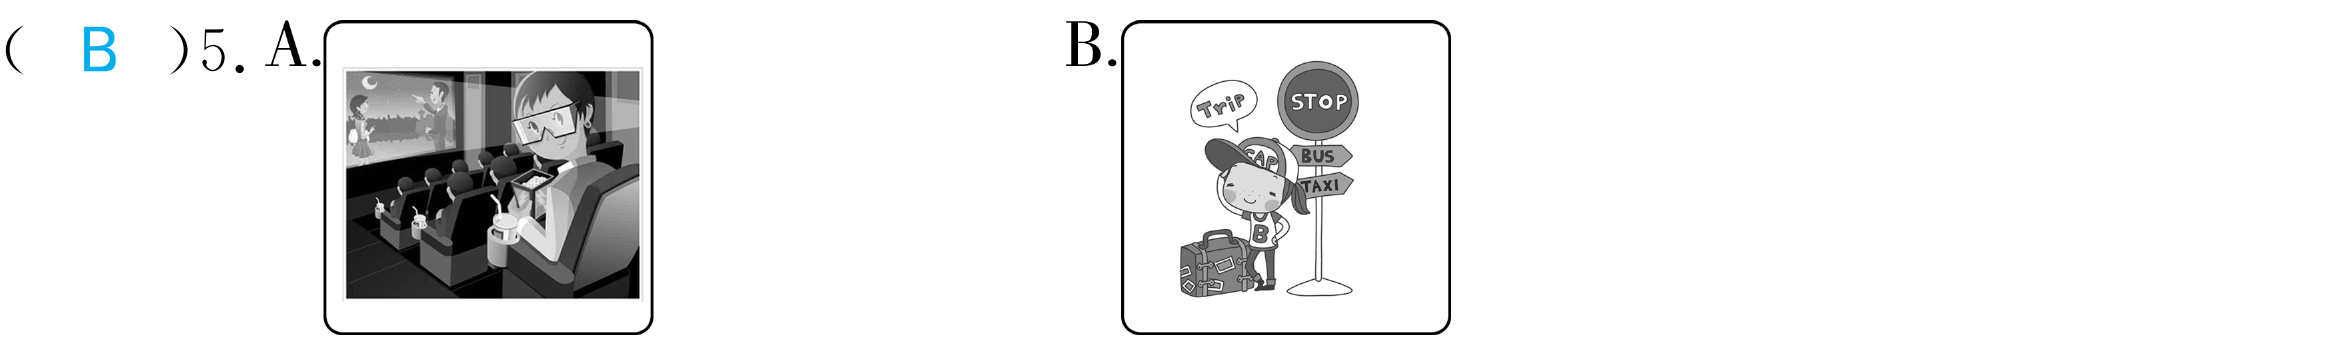 ( B )5. A. B.
Trip
STOP
CAP
BUS
TAXI
B